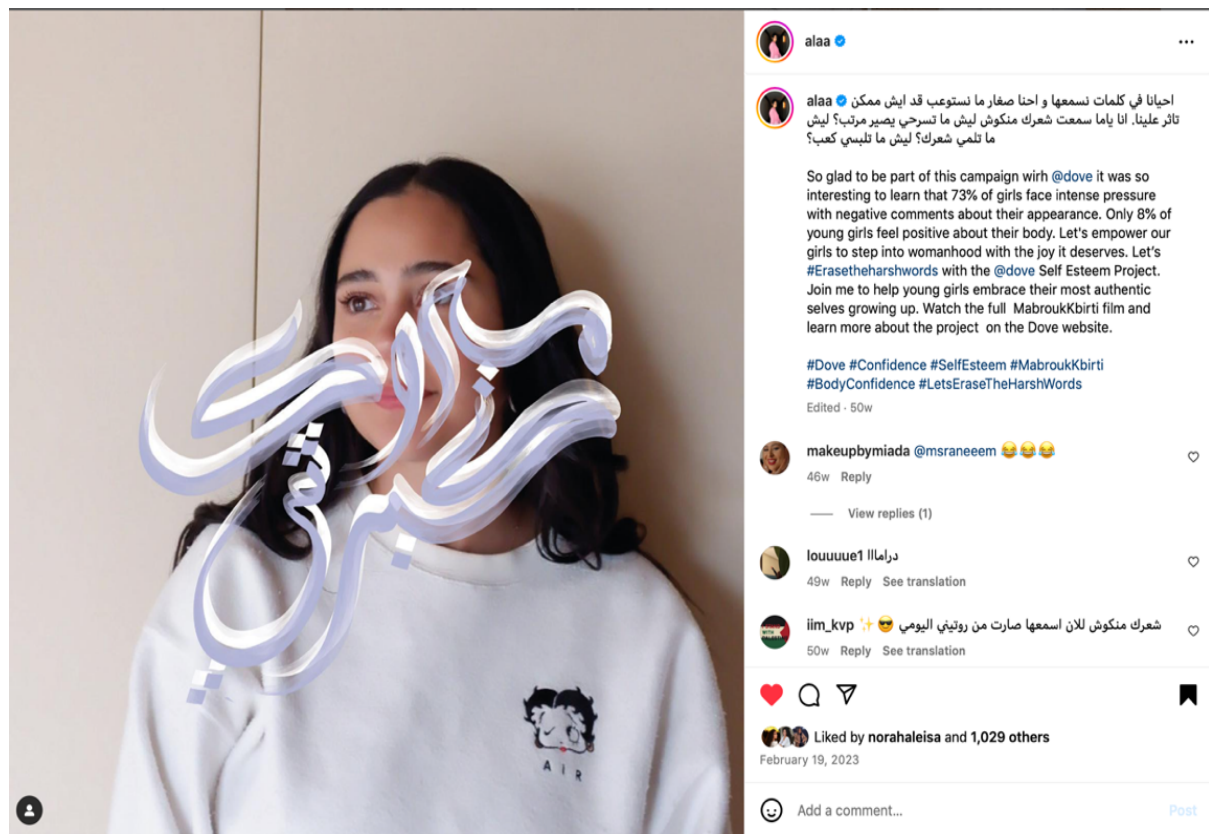 مبروك
كبرتي
AIR
alaa
alaa احيانا في كلمات نسمعها و احنا صغار ما نستوعب قد ايش ممكن
تاثر علينا. انا ياما سمعت شعرك منكوش ليش ما تسرحي يصير مرتب؟ ليش
ما تلمي شعرك؟ ليش ما تلبسي كعب؟
So glad to be part of this campaign wirh @dove it was so
interesting to learn that 73% of girls face intense pressure
with negative comments about their appearance. Only 8% of
young girls feel positive about their body. Let's empower our
girls to step into womanhood with the joy it deserves. Let's
#Erasetheharshwords with the @dove Self Esteem Project.
Join me to help young girls embrace their most authentic
selves growing up. Watch the full MabroukKbirti film and
learn more about the project on the Dove website.
#Dove #Confidence #SelfEsteem #MabroukKbirti
#BodyConfidence #LetsEraseTheHarshWords
Edited · 50w
makeupbymiada @msraneeem 😂😂😂
46w Reply
View replies (1)
louuuue1 دراماااا
49w Reply See translation
iim_kvp شعرك منكوش للان اسمعها صارت من روتيني اليومي 😎✨
50w Reply See translation
Liked by norahaleisa and 1,029 others
February 19, 2023
Add a comment...
Post